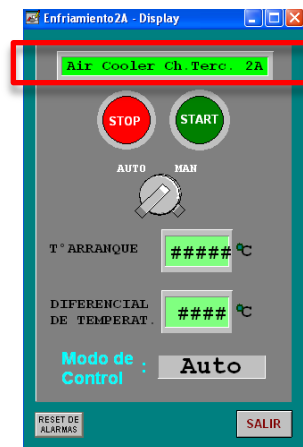 Enfriamiento2A - Display
Air Cooler Ch.Terc. 2A
STOP START
AUTO MAN
T°ARRANQUE ##### °C
DIFERENCIAL
DE TEMPERAT. #### °C
Modo de
Control : Auto
RESET DE
ALARMAS
SALIR